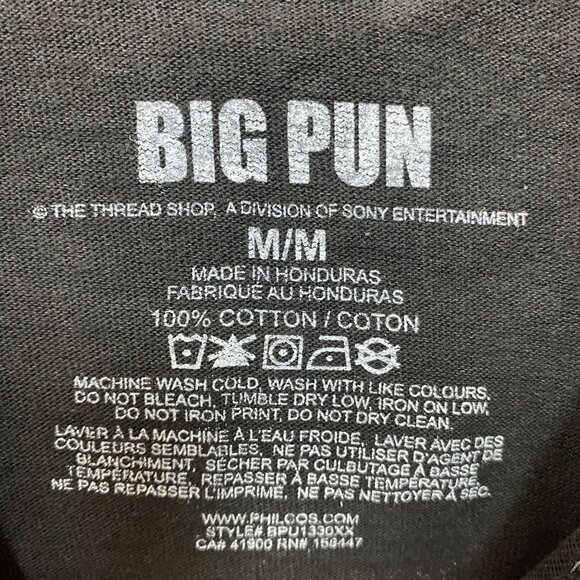 BIG PUN
© THE THREAD SHOP. A DIVISION OF SONY ENTERTAINMENT
M/M
MADE IN HONDURAS
FABRIQUE AU HONDURAS
100% COTTON / COTON
MACHINE WASH COLD, WASH WITH LIKE COLOURS,
DO NOT BLEACH, TUMBLE DRY LOW, IRON ON LOW,
DO NOT IRON PRINT, DO NOT DRY CLEAN.
LAVER À LA MACHINE À L'EAU FROIDE, LAVER AVEC DES
COULEURS SEMBLABLES, NE PAS UTILISER D'AGENT DE
BLANCHIMENT, SÉCHER PAR CULBUTAGE À BASSE
TEMPÉRATURE, REPASSER À BASSE TEMPÉRATURE,
NE PAS REPASSER L'IMPRIMÉ, NE PAS NETTOYER À SEC.
WWW.PHILCOS.COM
STYLE# BPU1330XX
CA# 41900 RN# 158447